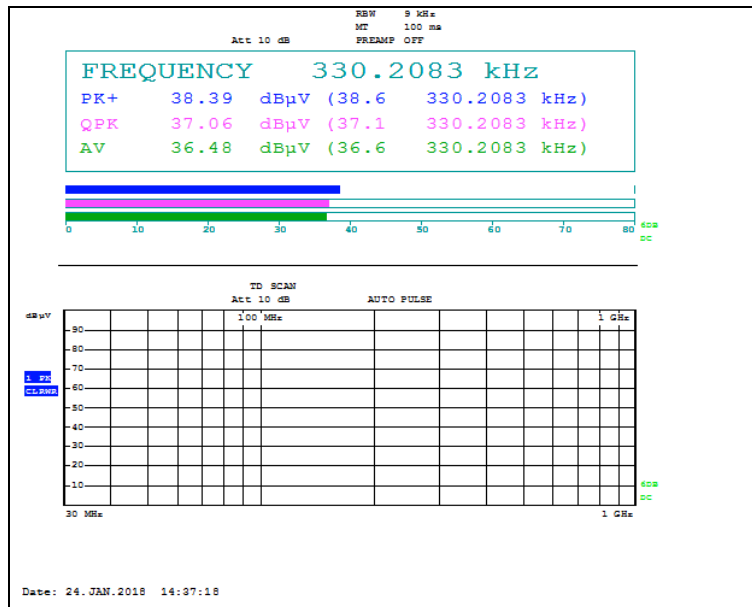 RBW 9 kHz
MT 100 ms
Att 10 dB PREAMP OFF
FREQUENCY 330.2083 kHz
PK+ 38.39 dBµV (38.6 330.2083 kHz)
QPK 37.06 dBµV (37.1 330.2083 kHz)
AV 36.48 dBµV (36.6 330.2083 kHz)
0 10 20 30 40 50 60 70 80
6DB
DC
TD SCAN
Att 10 dB AUTO PULSE
dBµV
100 MHz 1 GHz
90
80
70
1 PK
60
CLRWR
50
40
30
20
10
6DB
DC
30 MHz 1 GHz
Date: 24.JAN.2018 14:37:18